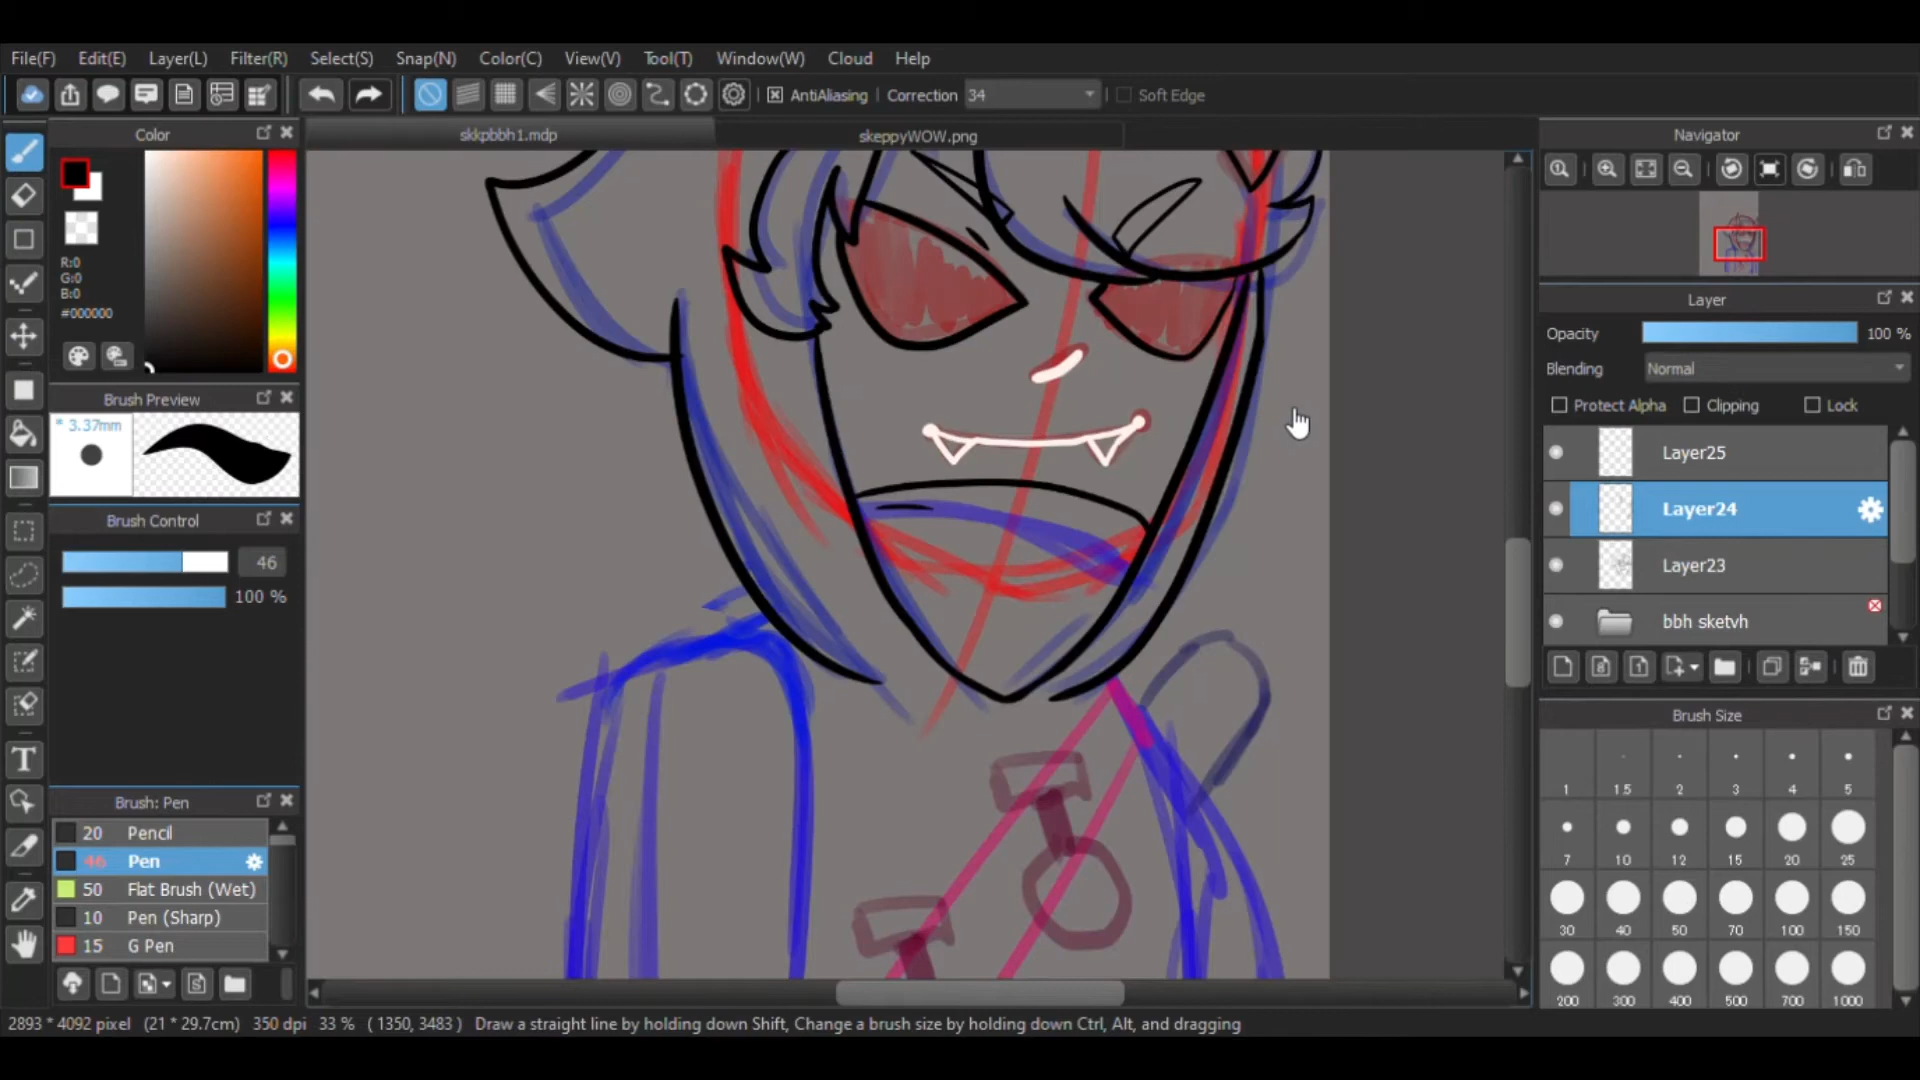 File(F) Edit(E) Layer(L) Filter(R) Select(S) Snap(N) Color(C) View(V) Tool(T) Window(W) Cloud Help
AntiAliasing Correction 34 Soft Edge
Color
skkpbbh1.mdp
skeppyWOW.png
Navigator
R:0
G:0
B:0
#000000
Brush Preview
* 3.37mm
Brush Control
46
100 %
Brush: Pen
20 Pencil
46 Pen
50 Flat Brush (Wet)
10 Pen (Sharp)
15 G Pen
Layer
Opacity 100 %
Blending Normal
Protect Alpha Clipping Lock
Layer25
Layer24
Layer23
bbh sketvh
Brush Size
1 1.5 2 3 4 5
7 10 12 15 20 25
30 40 50 70 100 150
200 300 400 500 700 1000
2893 * 4092 pixel (21 * 29.7cm) 350 dpi 33 % ( 1350, 3483 ) Draw a straight line by holding down Shift, Change a brush size by holding down Ctrl, Alt, and dragging